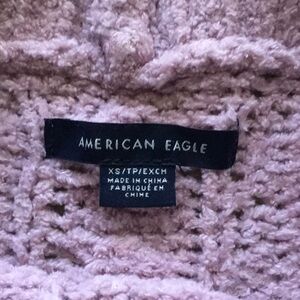 AMERICAN EAGLE
XS/TP/EXCH
MADE IN CHINA
FABRIQUÉ EN
CHINE